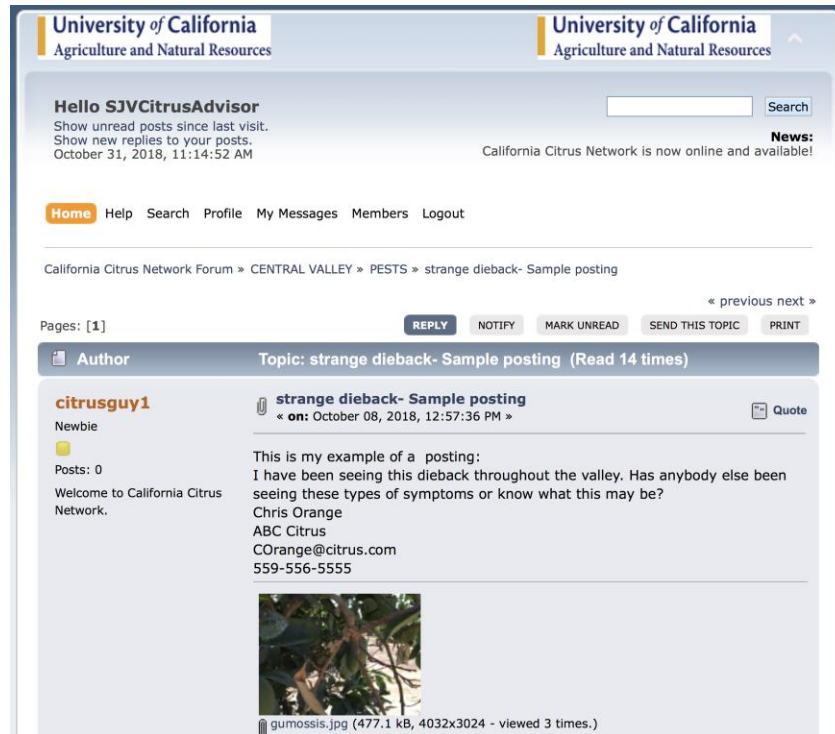 University of California
Agriculture and Natural Resources
University of California
Agriculture and Natural Resources
Hello SJVCitrusAdvisor
Show unread posts since last visit.
Show new replies to your posts.
October 31, 2018, 11:14:52 AM
Search
News:
California Citrus Network is now online and available!
Home Help Search Profile My Messages Members Logout
California Citrus Network Forum » CENTRAL VALLEY » PESTS » strange dieback- Sample posting
« previous next »
Pages: [1]
REPLY NOTIFY MARK UNREAD SEND THIS TOPIC PRINT
Author Topic: strange dieback- Sample posting (Read 14 times)
citrusguy1
Newbie
Posts: 0
Welcome to California Citrus
Network.
strange dieback- Sample posting
« on: October 08, 2018, 12:57:36 PM »
Quote
This is my example of a posting:
I have been seeing this dieback throughout the valley. Has anybody else been
seeing these types of symptoms or know what this may be?
Chris Orange
ABC Citrus
COrange@citrus.com
559-556-5555
gumossis.jpg (477.1 kB, 4032x3024 - viewed 3 times.)